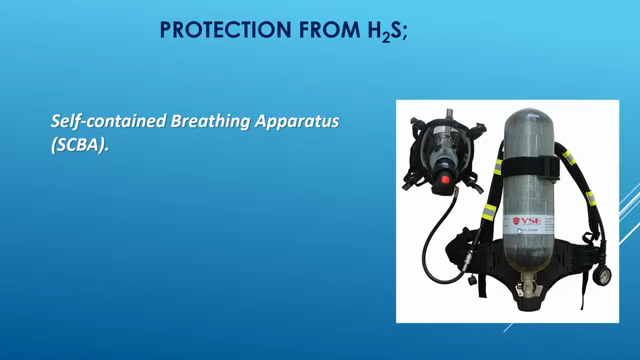 PROTECTION FROM H₂S;
Self-contained Breathing Apparatus
(SCBA).
YSE